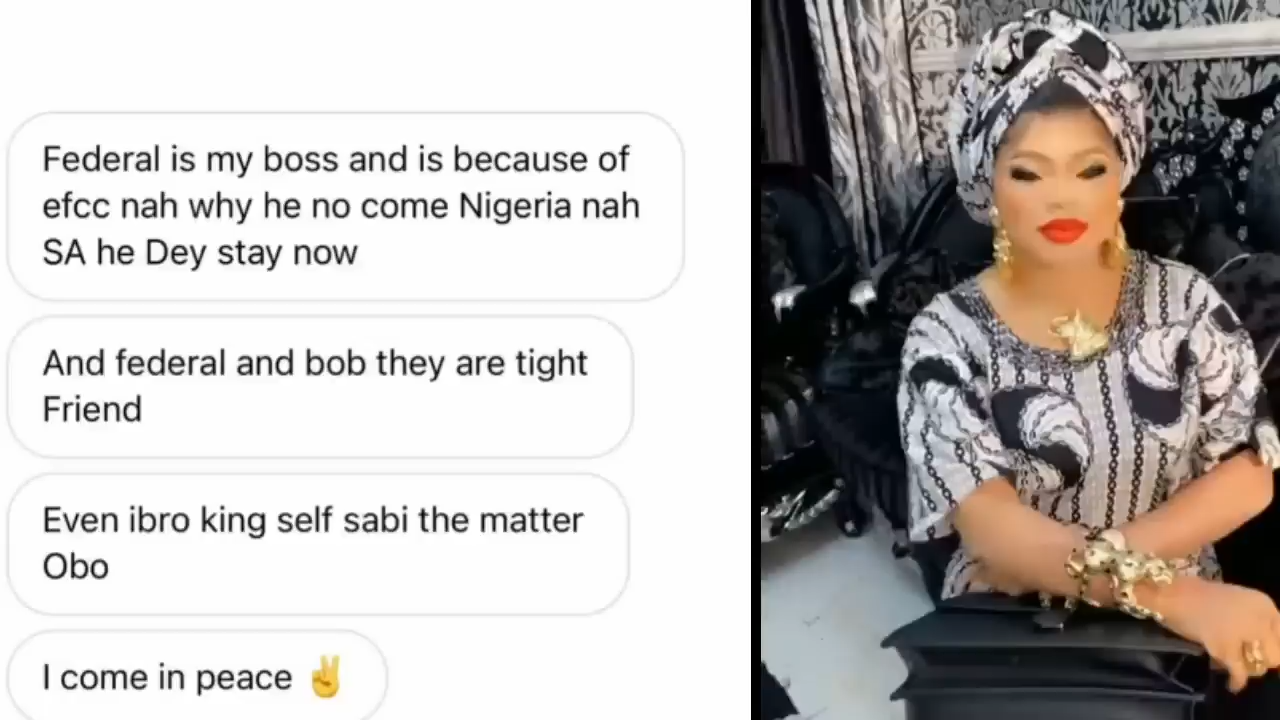 Federal is my boss and is because of
efcc nah why he no come Nigeria nah
SA he Dey stay now
And federal and bob they are tight
Friend
Even ibro king self sabi the matter
Obo
I come in peace ✌️